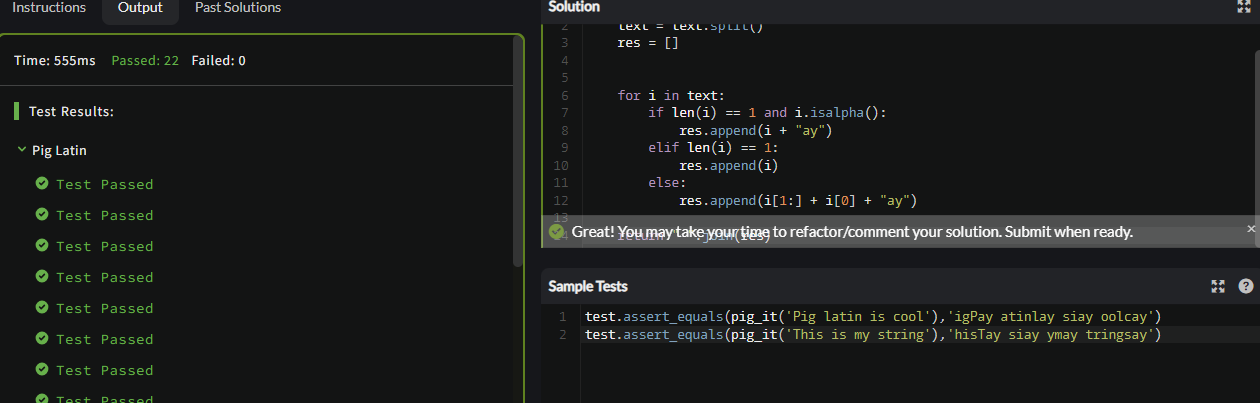 Instructions Output Past Solutions
Time: 555ms Passed: 22 Failed: 0
Test Results:
Pig Latin
Test Passed
Test Passed
Test Passed
Test Passed
Test Passed
Test Passed
Test Passed
Test Passed
Solution
2 text = text.split()
3 res = []
4
5
6 for i in text:
7 if len(i) == 1 and i.isalpha():
8 res.append(i + "ay")
9 elif len(i) == 1:
10 res.append(i)
11 else:
12 res.append(i[1:] + i[0] + "ay")
13
14 return " ".join(res)
Great! You may take your time to refactor/comment your solution. Submit when ready.
Sample Tests
1 test.assert_equals(pig_it('Pig latin is cool'),'igPay atinlay siay oolcay')
2 test.assert_equals(pig_it('This is my string'),'hisTay siay ymay tringsay')